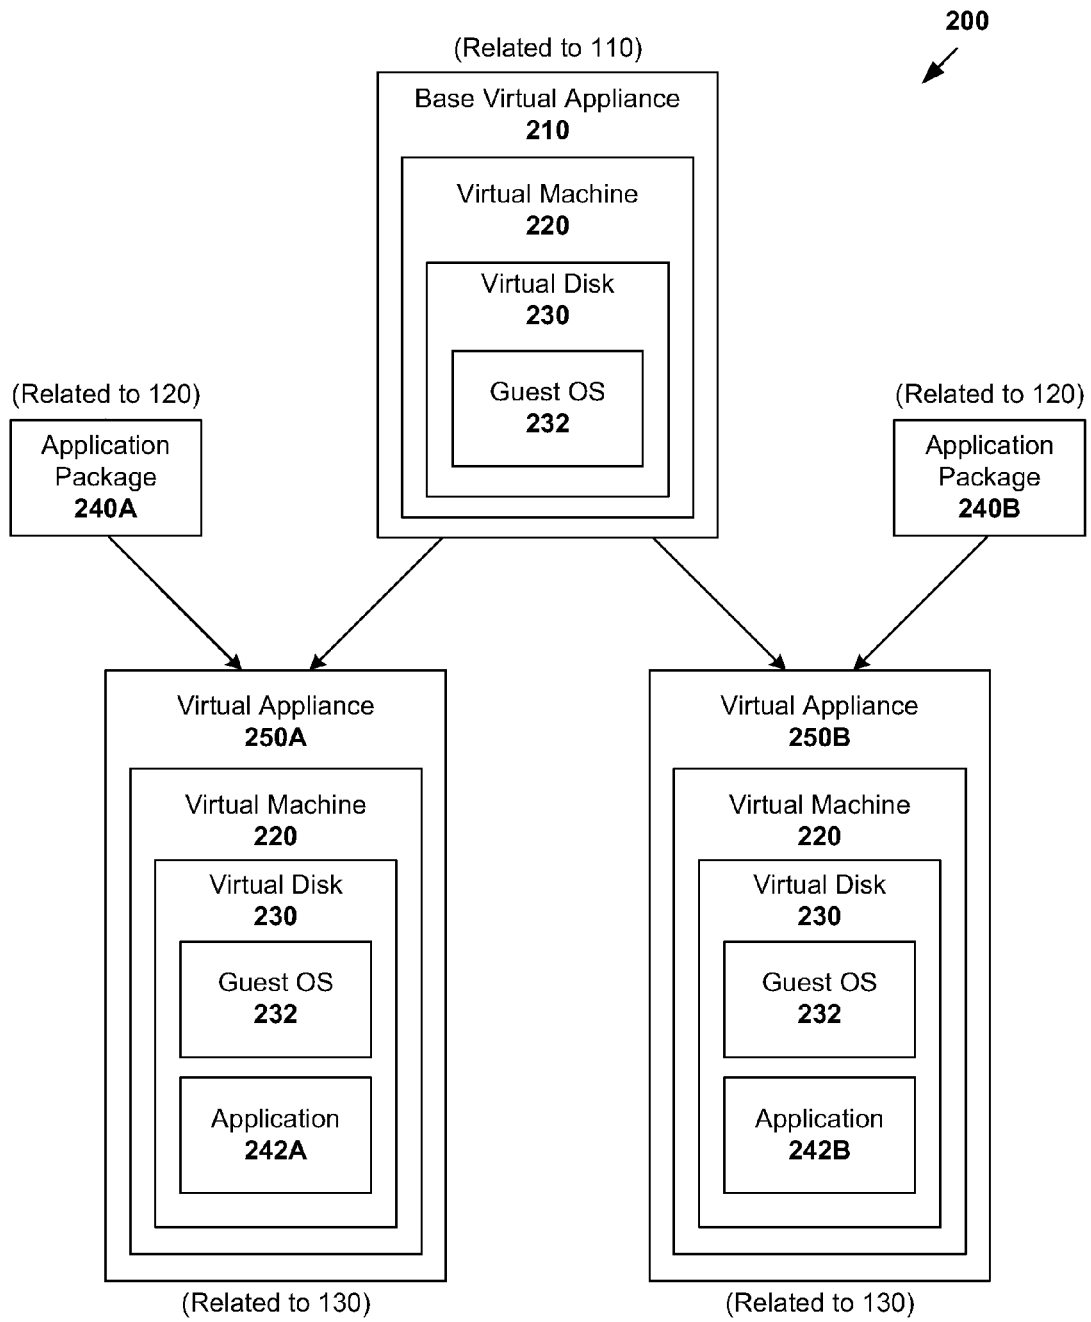 200
(Related to 110)
Base Virtual Appliance
210
Virtual Machine
220
Virtual Disk
230
Guest OS
232
(Related to 120)
Application
Package
240A
(Related to 120)
Application
Package
240B
Virtual Appliance
250A
Virtual Machine
220
Virtual Disk
230
Guest OS
232
Application
242A
(Related to 130)
Virtual Appliance
250B
Virtual Machine
220
Virtual Disk
230
Guest OS
232
Application
242B
(Related to 130)